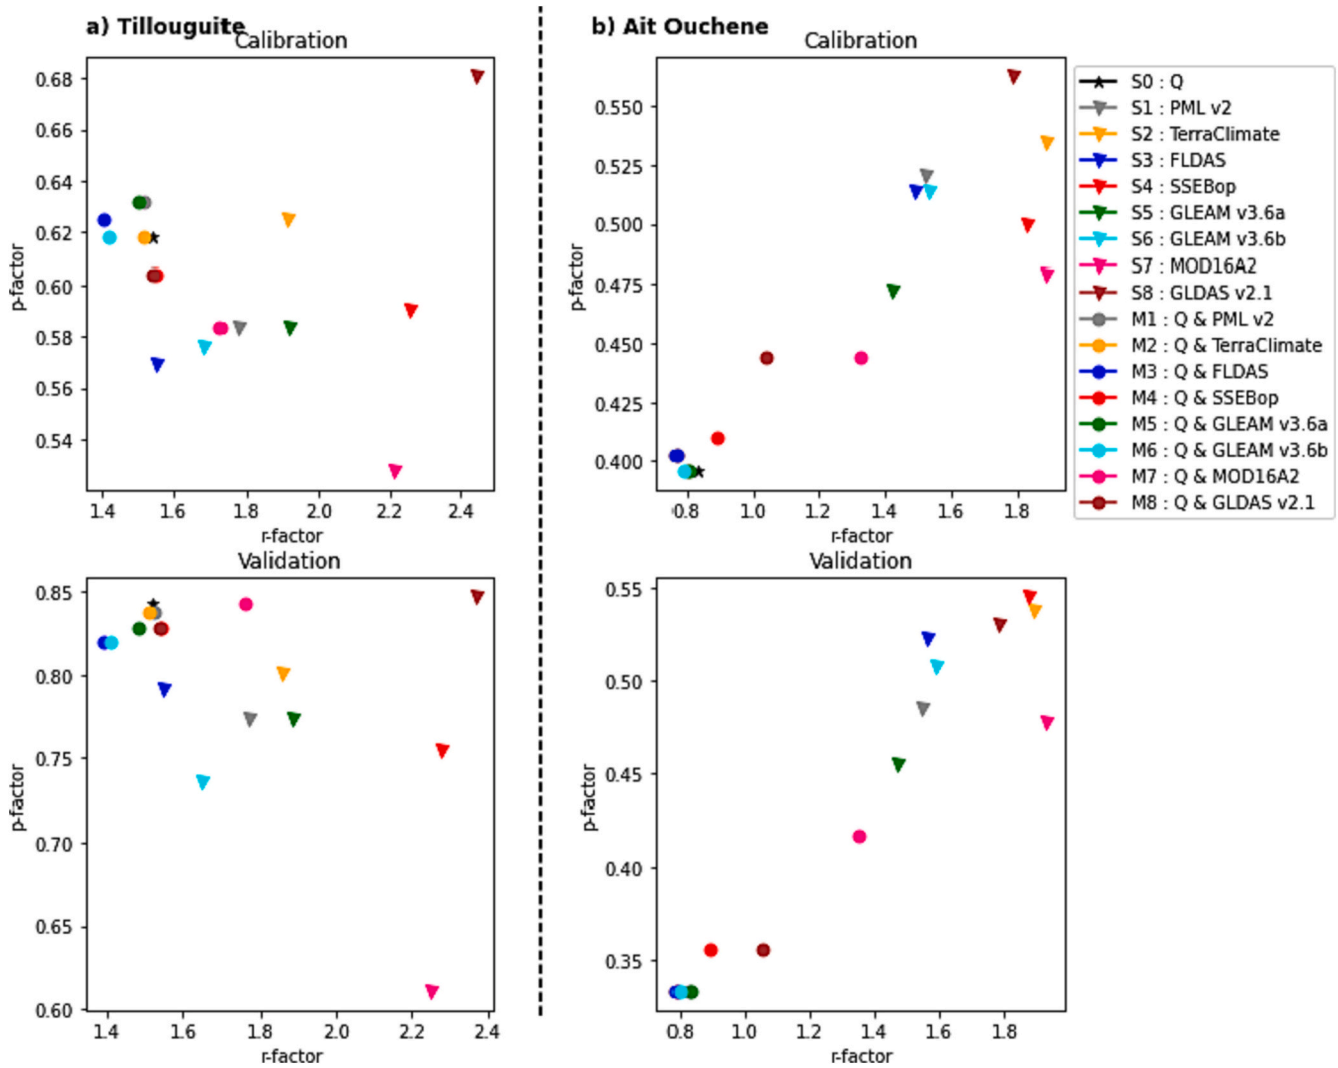 a) Tillouguite
Calibration
0.68
0.66
0.64
0.62
0.60
0.58
0.56
0.54
p-factor
1.4 1.6 1.8 2.0 2.2 2.4
r-factor
Validation
0.85
0.80
0.75
0.70
0.65
0.60
p-factor
1.4 1.6 1.8 2.0 2.2 2.4
r-factor
b) Ait Ouchene
Calibration
0.550
0.525
0.500
0.475
0.450
0.425
0.400
p-factor
0.8 1.0 1.2 1.4 1.6 1.8
r-factor
Validation
0.55
0.50
0.45
0.40
0.35
p-factor
0.8 1.0 1.2 1.4 1.6 1.8
r-factor
S0 : Q
S1 : PML v2
S2 : TerraClimate
S3 : FLDAS
S4 : SSEBop
S5 : GLEAM v3.6a
S6 : GLEAM v3.6b
S7 : MOD16A2
S8 : GLDAS v2.1
M1 : Q & PML v2
M2 : Q & TerraClimate
M3 : Q & FLDAS
M4 : Q & SSEBop
M5 : Q & GLEAM v3.6a
M6 : Q & GLEAM v3.6b
M7 : Q & MOD16A2
M8 : Q & GLDAS v2.1